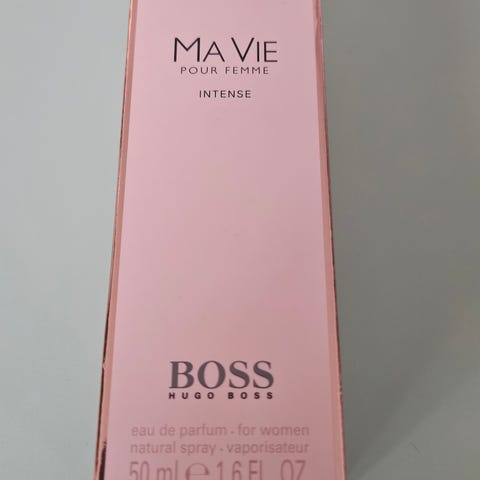 MA VIE
POUR FEMME
INTENSE
BOSS
HUGO BOSS
eau de parfum · for women
natural spray · vaporisateur
50 ml ℮ 1.6 FL. OZ.